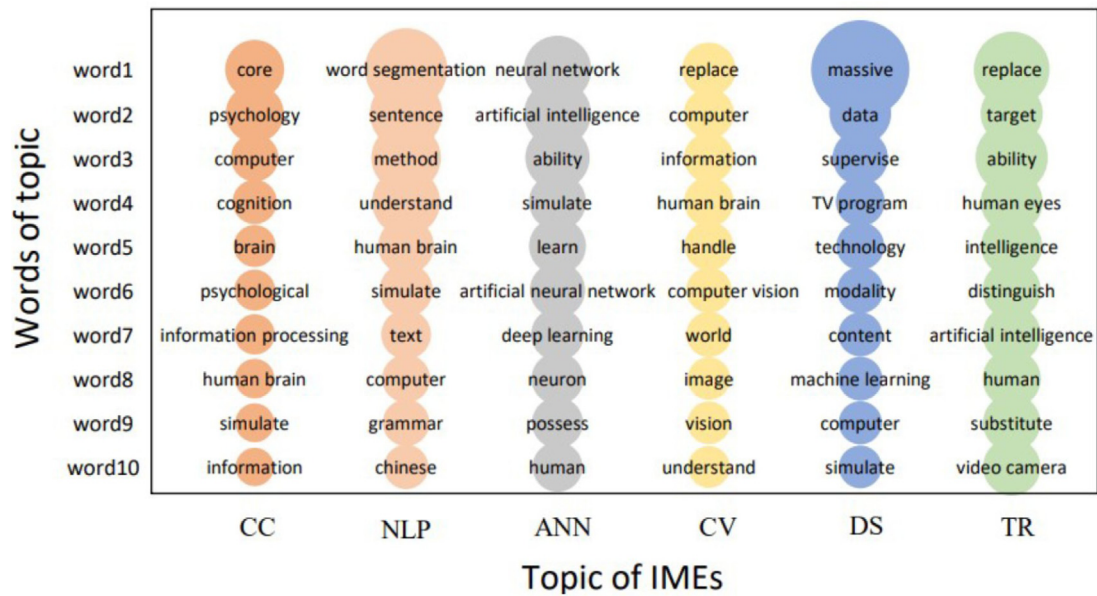 Words of topic
word1 core word segmentation neural network replace massive replace
word2 psychology sentence artificial intelligence computer data target
word3 computer method ability information supervise ability
word4 cognition understand simulate human brain TV program human eyes
word5 brain human brain learn handle technology intelligence
word6 psychological simulate artificial neural network computer vision modality distinguish
word7 information processing text deep learning world content artificial intelligence
word8 human brain computer neuron image machine learning human
word9 simulate grammar possess vision computer substitute
word10 information chinese human understand simulate video camera
CC NLP ANN CV DS TR
Topic of IMEs